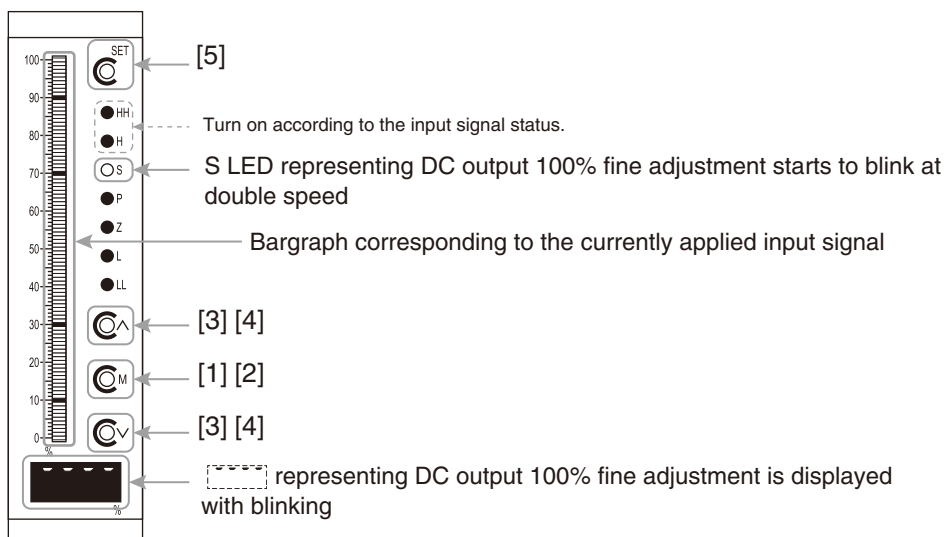 SET
[5]
100
90
HH
Turn on according to the input signal status.
80
H
70
S
S LED representing DC output 100% fine adjustment starts to blink at
double speed
P
60
Z
50
L
Bargraph corresponding to the currently applied input signal
40
LL
30
[3] [4]
20
M
[1] [2]
10
[3] [4]
0
%
representing DC output 100% fine adjustment is displayed
with blinking
%